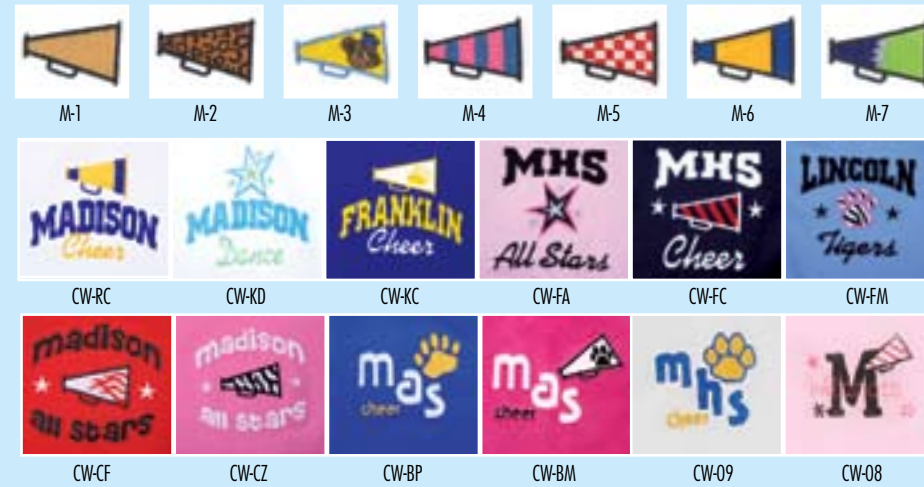 M-1 M-2 M-3 M-4 M-5 M-6 M-7
MADISON
Cheer
MADISON
Dance
FRANKLIN
Cheer
MHS
All Stars
MHS
Cheer
LINCOLN
Tigers
CW-RC CW-KD CW-KC CW-FA CW-FC CW-FM
madison
all stars
madison
all stars
mas
cheer
mas
cheer
mhs
cheer
M
CW-CF CW-CZ CW-BP CW-BM CW-09 CW-08